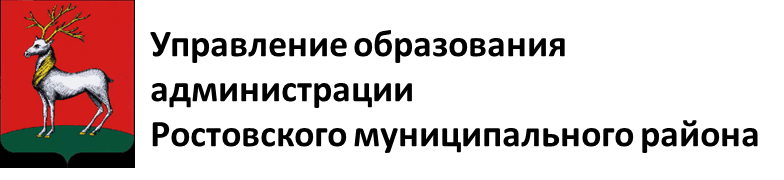 Управление образования
администрации
Ростовского муниципального района